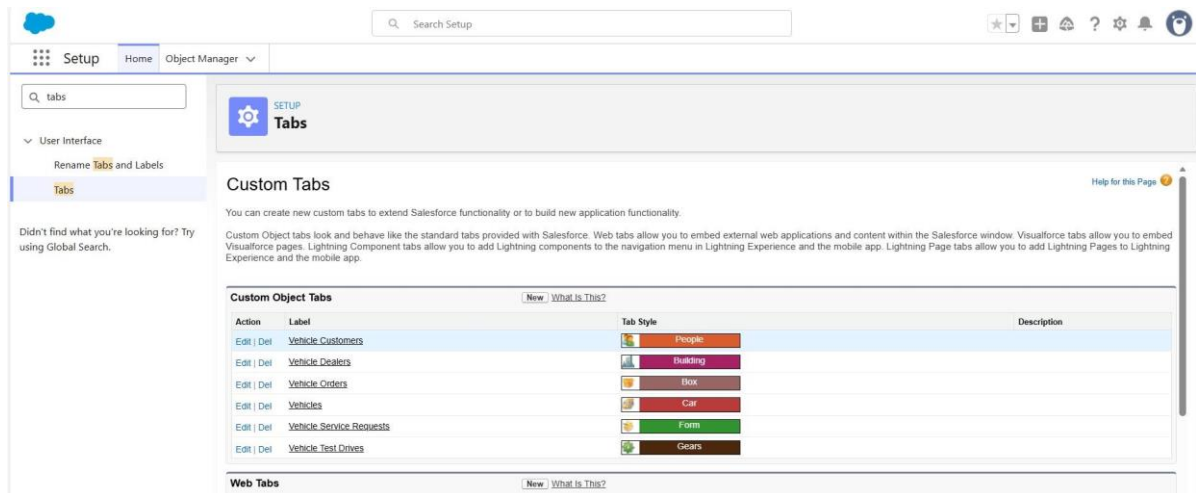 Search Setup
Setup Home Object Manager
tabs
User Interface
Rename Tabs and Labels
Tabs
Didn't find what you're looking for? Try
using Global Search.
SETUP
Tabs
Custom Tabs
Help for this Page
You can create new custom tabs to extend Salesforce functionality or to build new application functionality.
Custom Object tabs look and behave like the standard tabs provided with Salesforce. Web tabs allow you to embed external web applications and content within the Salesforce window. Visualforce tabs allow you to embed
Visualforce pages. Lightning Component tabs allow you to add Lightning components to the navigation menu in Lightning Experience and the mobile app. Lightning Page tabs allow you to add Lightning Pages to Lightning
Experience and the mobile app.
Custom Object Tabs New What Is This?
Action Label Tab Style Description
Edit | Del Vehicle Customers People
Edit | Del Vehicle Dealers Building
Edit | Del Vehicle Orders Box
Edit | Del Vehicles Car
Edit | Del Vehicle Service Requests Form
Edit | Del Vehicle Test Drives Gears
Web Tabs New What Is This?